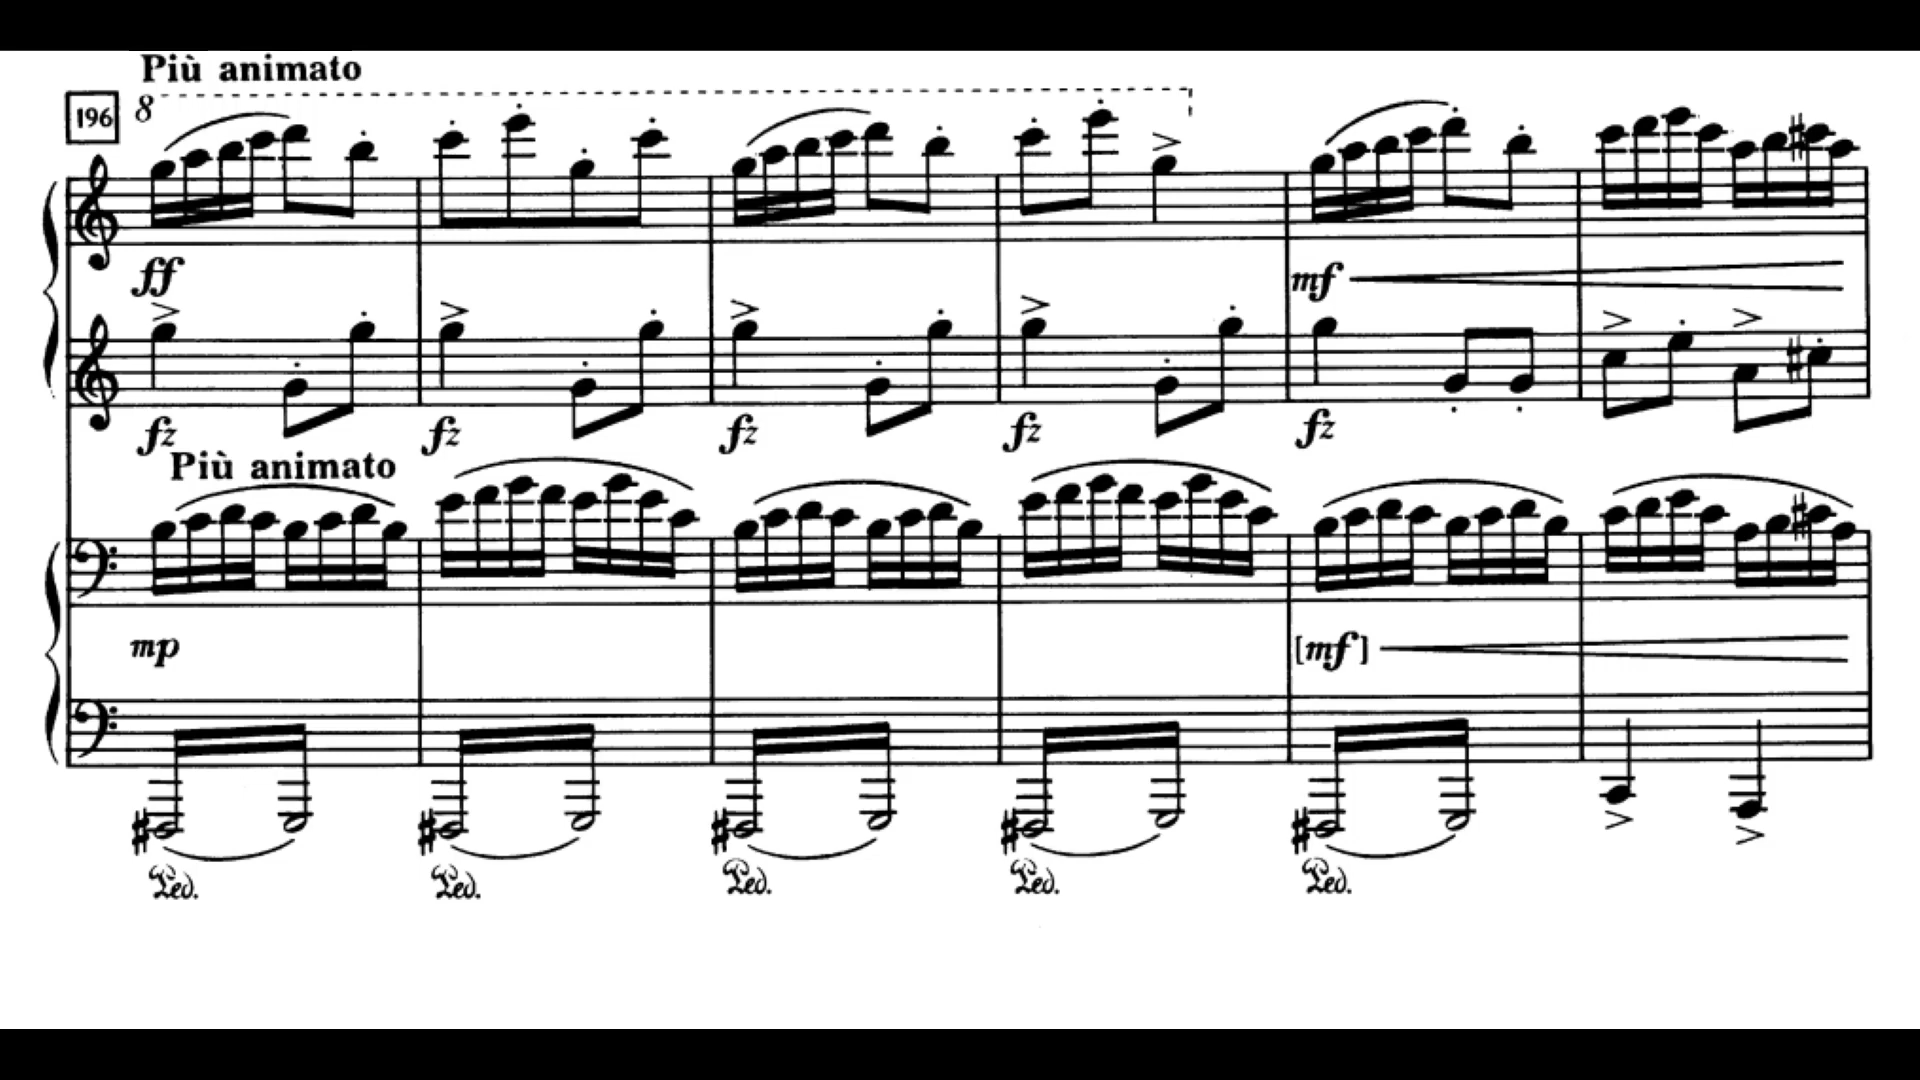 Più animato
196 8
ff mf
fz fz fz fz fz
Più animato
mp [mf]
Ped. Ped. Ped. Ped. Ped.